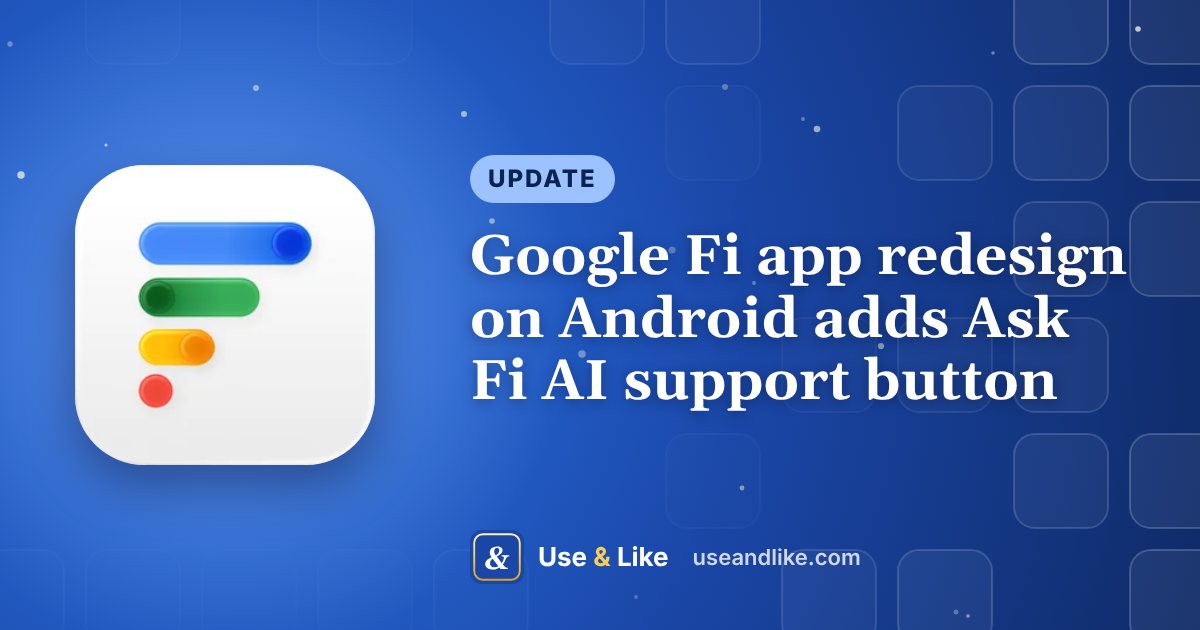 UPDATE
Google Fi app redesign
on Android adds Ask
Fi AI support button
& Use & Like useandlike.com